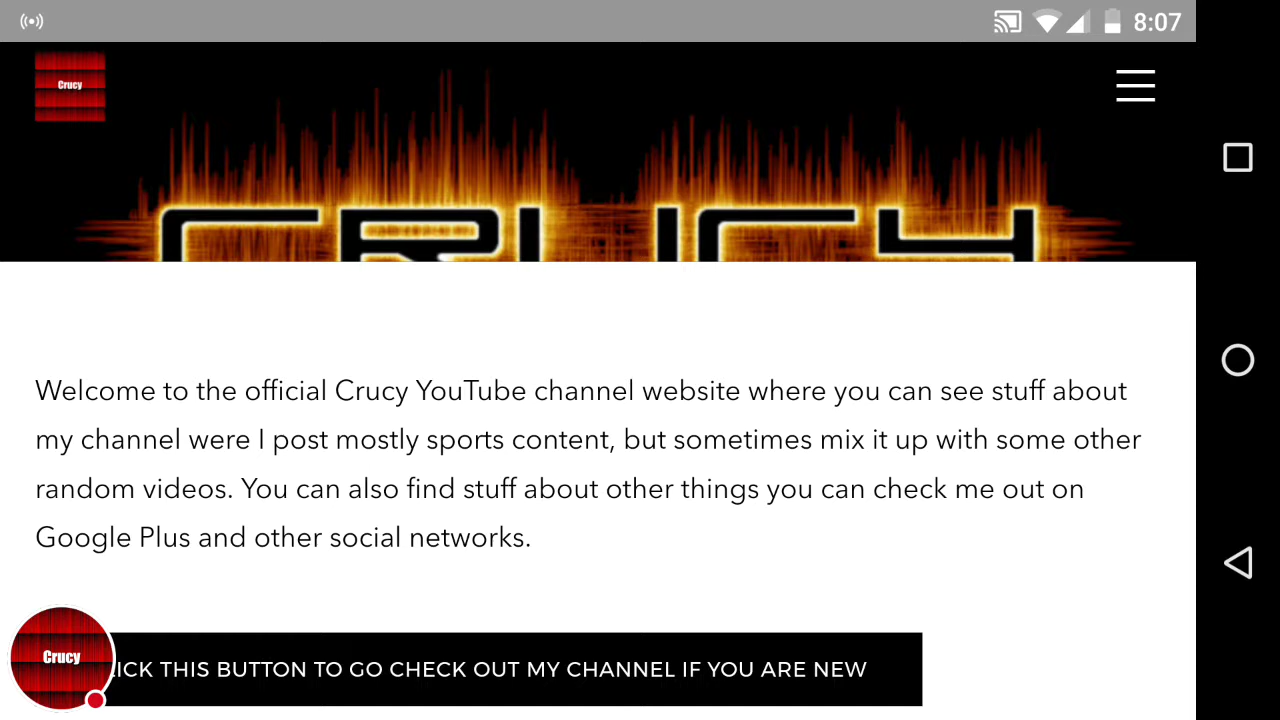 8:07
Crucy
CRUCY
Welcome to the official Crucy YouTube channel website where you can see stuff about
my channel were I post mostly sports content, but sometimes mix it up with some other
random videos. You can also find stuff about other things you can check me out on
Google Plus and other social networks.
Crucy
ICK THIS BUTTON TO GO CHECK OUT MY CHANNEL IF YOU ARE NEW